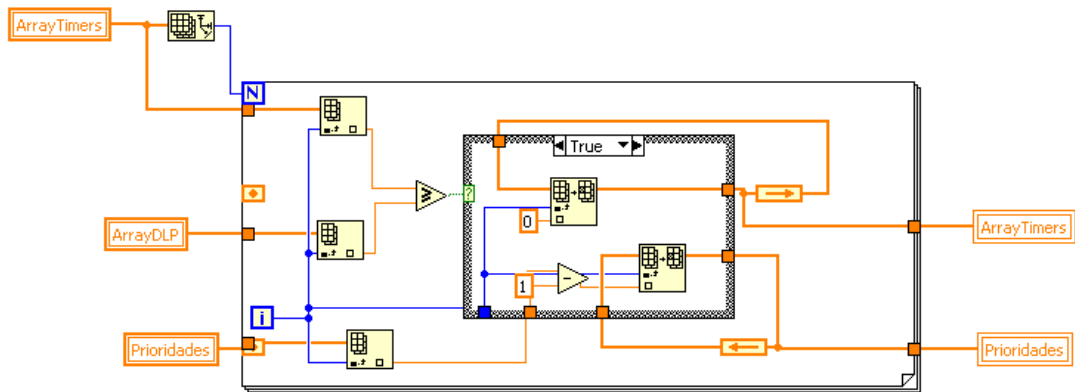 ArrayTimers
N
True
?
0
ArrayTimers
ArrayDLP
1
i
Prioridades
Prioridades